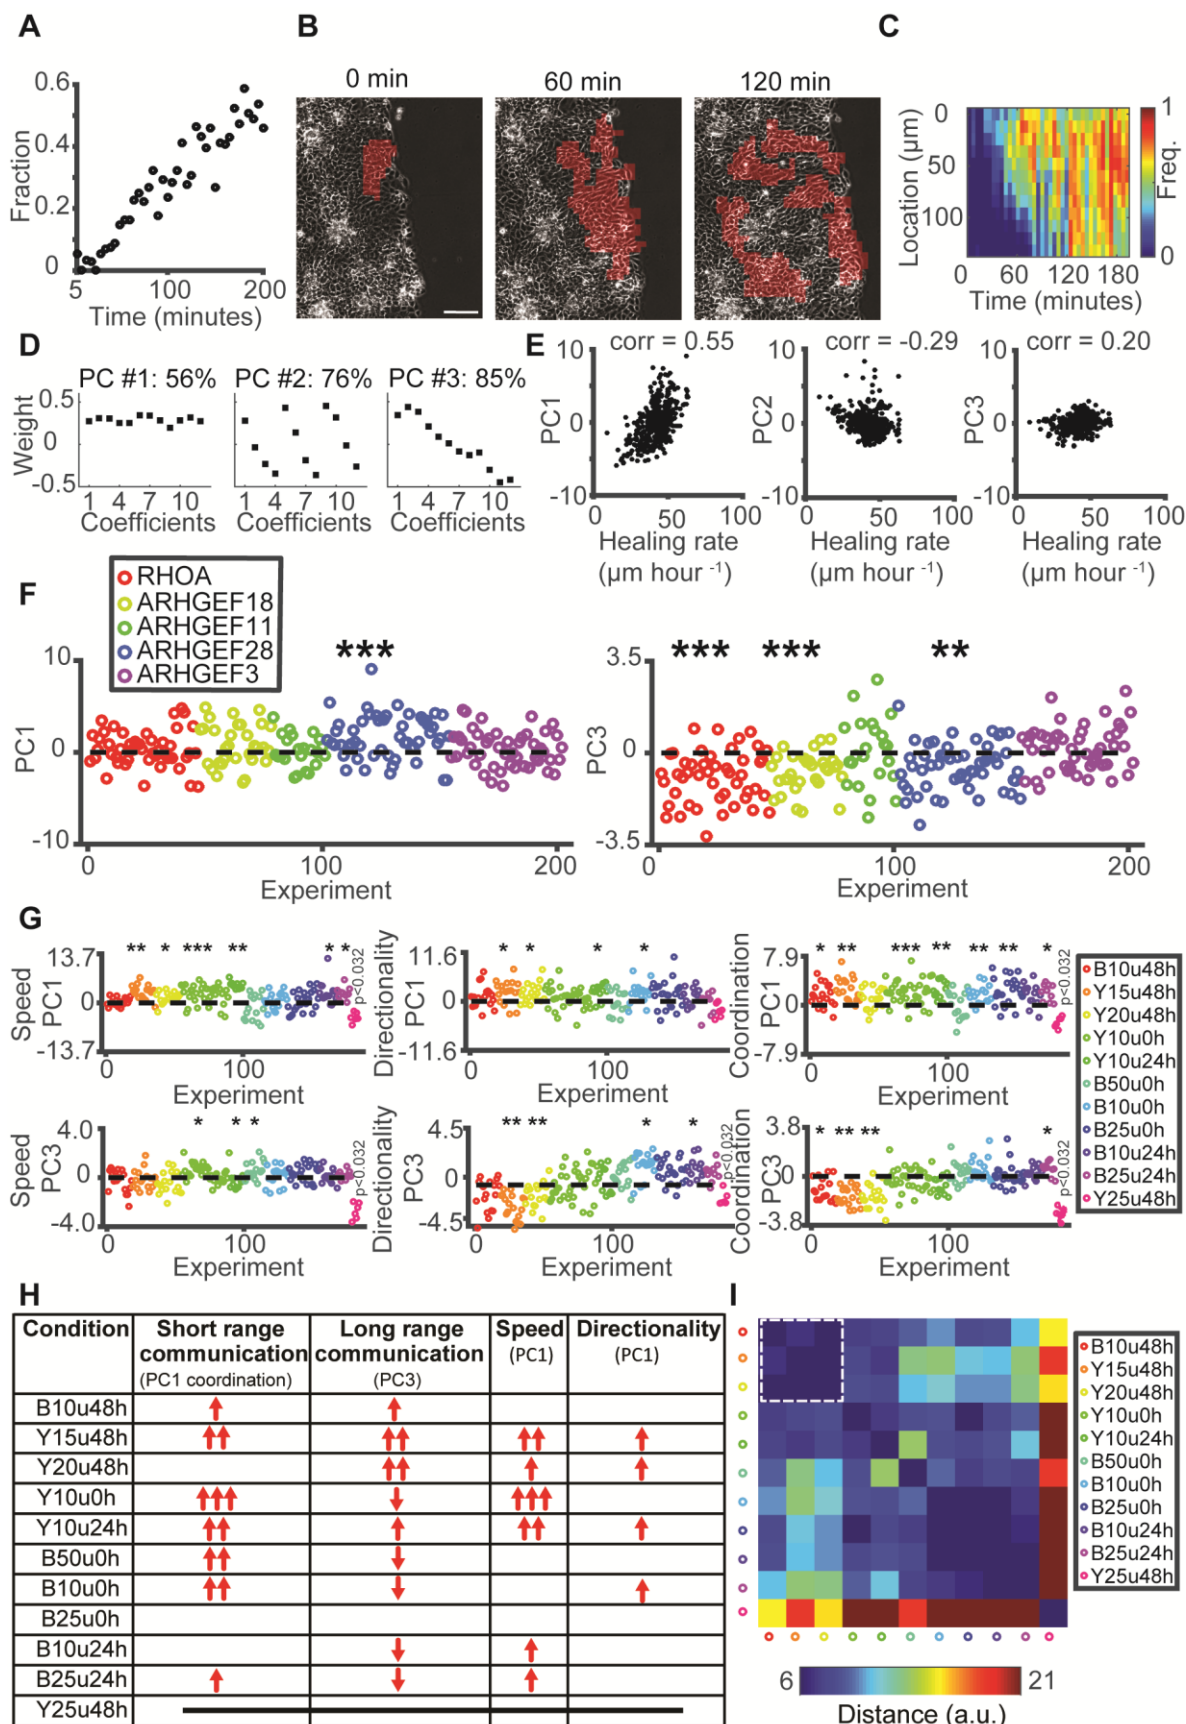 A
B
C
0 min
60 min
120 min
Fraction
0.6
0.4
0.2
0
5
100
200
Time (minutes)
Location (µm)
0
50
100
0
60
120
180
Time (minutes)
1
0
Freq.
D
PC #1: 56%
PC #2: 76%
PC #3: 85%
Weight
0.5
0
-0.5
1 4 7 10
1 4 7 10
1 4 7 10
Coefficients
Coefficients
Coefficients
E
corr = 0.55
corr = -0.29
corr = 0.20
PC1
10
0
-10
0 50 100
Healing rate
(µm hour -1)
PC2
10
0
-10
0 50 100
Healing rate
(µm hour -1)
PC3
10
0
-10
0 50 100
Healing rate
(µm hour -1)
F
RHOA
ARHGEF18
ARHGEF11
ARHGEF28
ARHGEF3
***
PC1
10
0
-10
0 100 200
Experiment
*** *** **
PC3
3.5
0
-3.5
0 100 200
Experiment
G
Speed
PC1
13.7
0
-13.7
** * *** ** * *
p<0.032
0 100
Experiment
Directionality
PC1
11.6
0
-11.6
* * * *
0 100
Experiment
Coordination
PC1
7.9
0
-7.9
* ** *** ** ** ** *
p<0.032
0 100
Experiment
Speed
PC3
4.0
0
-4.0
* * *
p<0.032
0 100
Experiment
Directionality
PC3
4.5
0
-4.5
** ** * *
p<0.032
0 100
Experiment
Coordination
PC3
3.8
0
-3.8
* ** ** *
p<0.032
0 100
Experiment
B10u48h
Y15u48h
Y20u48h
Y10u0h
Y10u24h
B50u0h
B10u0h
B25u0h
B10u24h
B25u24h
Y25u48h
H
Condition Short range communication (PC1 coordination) Long range communication (PC3) Speed (PC1) Directionality (PC1)
B10u48h ↑ ↑
Y15u48h ↑↑ ↑↑ ↑↑ ↑
Y20u48h ↑↑ ↑ ↑
Y10u0h ↑↑↑ ↓ ↑↑↑
Y10u24h ↑↑ ↑ ↑↑ ↑
B50u0h ↑↑ ↓
B10u0h ↑↑ ↓ ↑
B25u0h
B10u24h ↓ ↑
B25u24h ↑ ↓ ↑
Y25u48h
I
B10u48h
Y15u48h
Y20u48h
Y10u0h
Y10u24h
B50u0h
B10u0h
B25u0h
B10u24h
B25u24h
Y25u48h
6
21
Distance (a.u.)